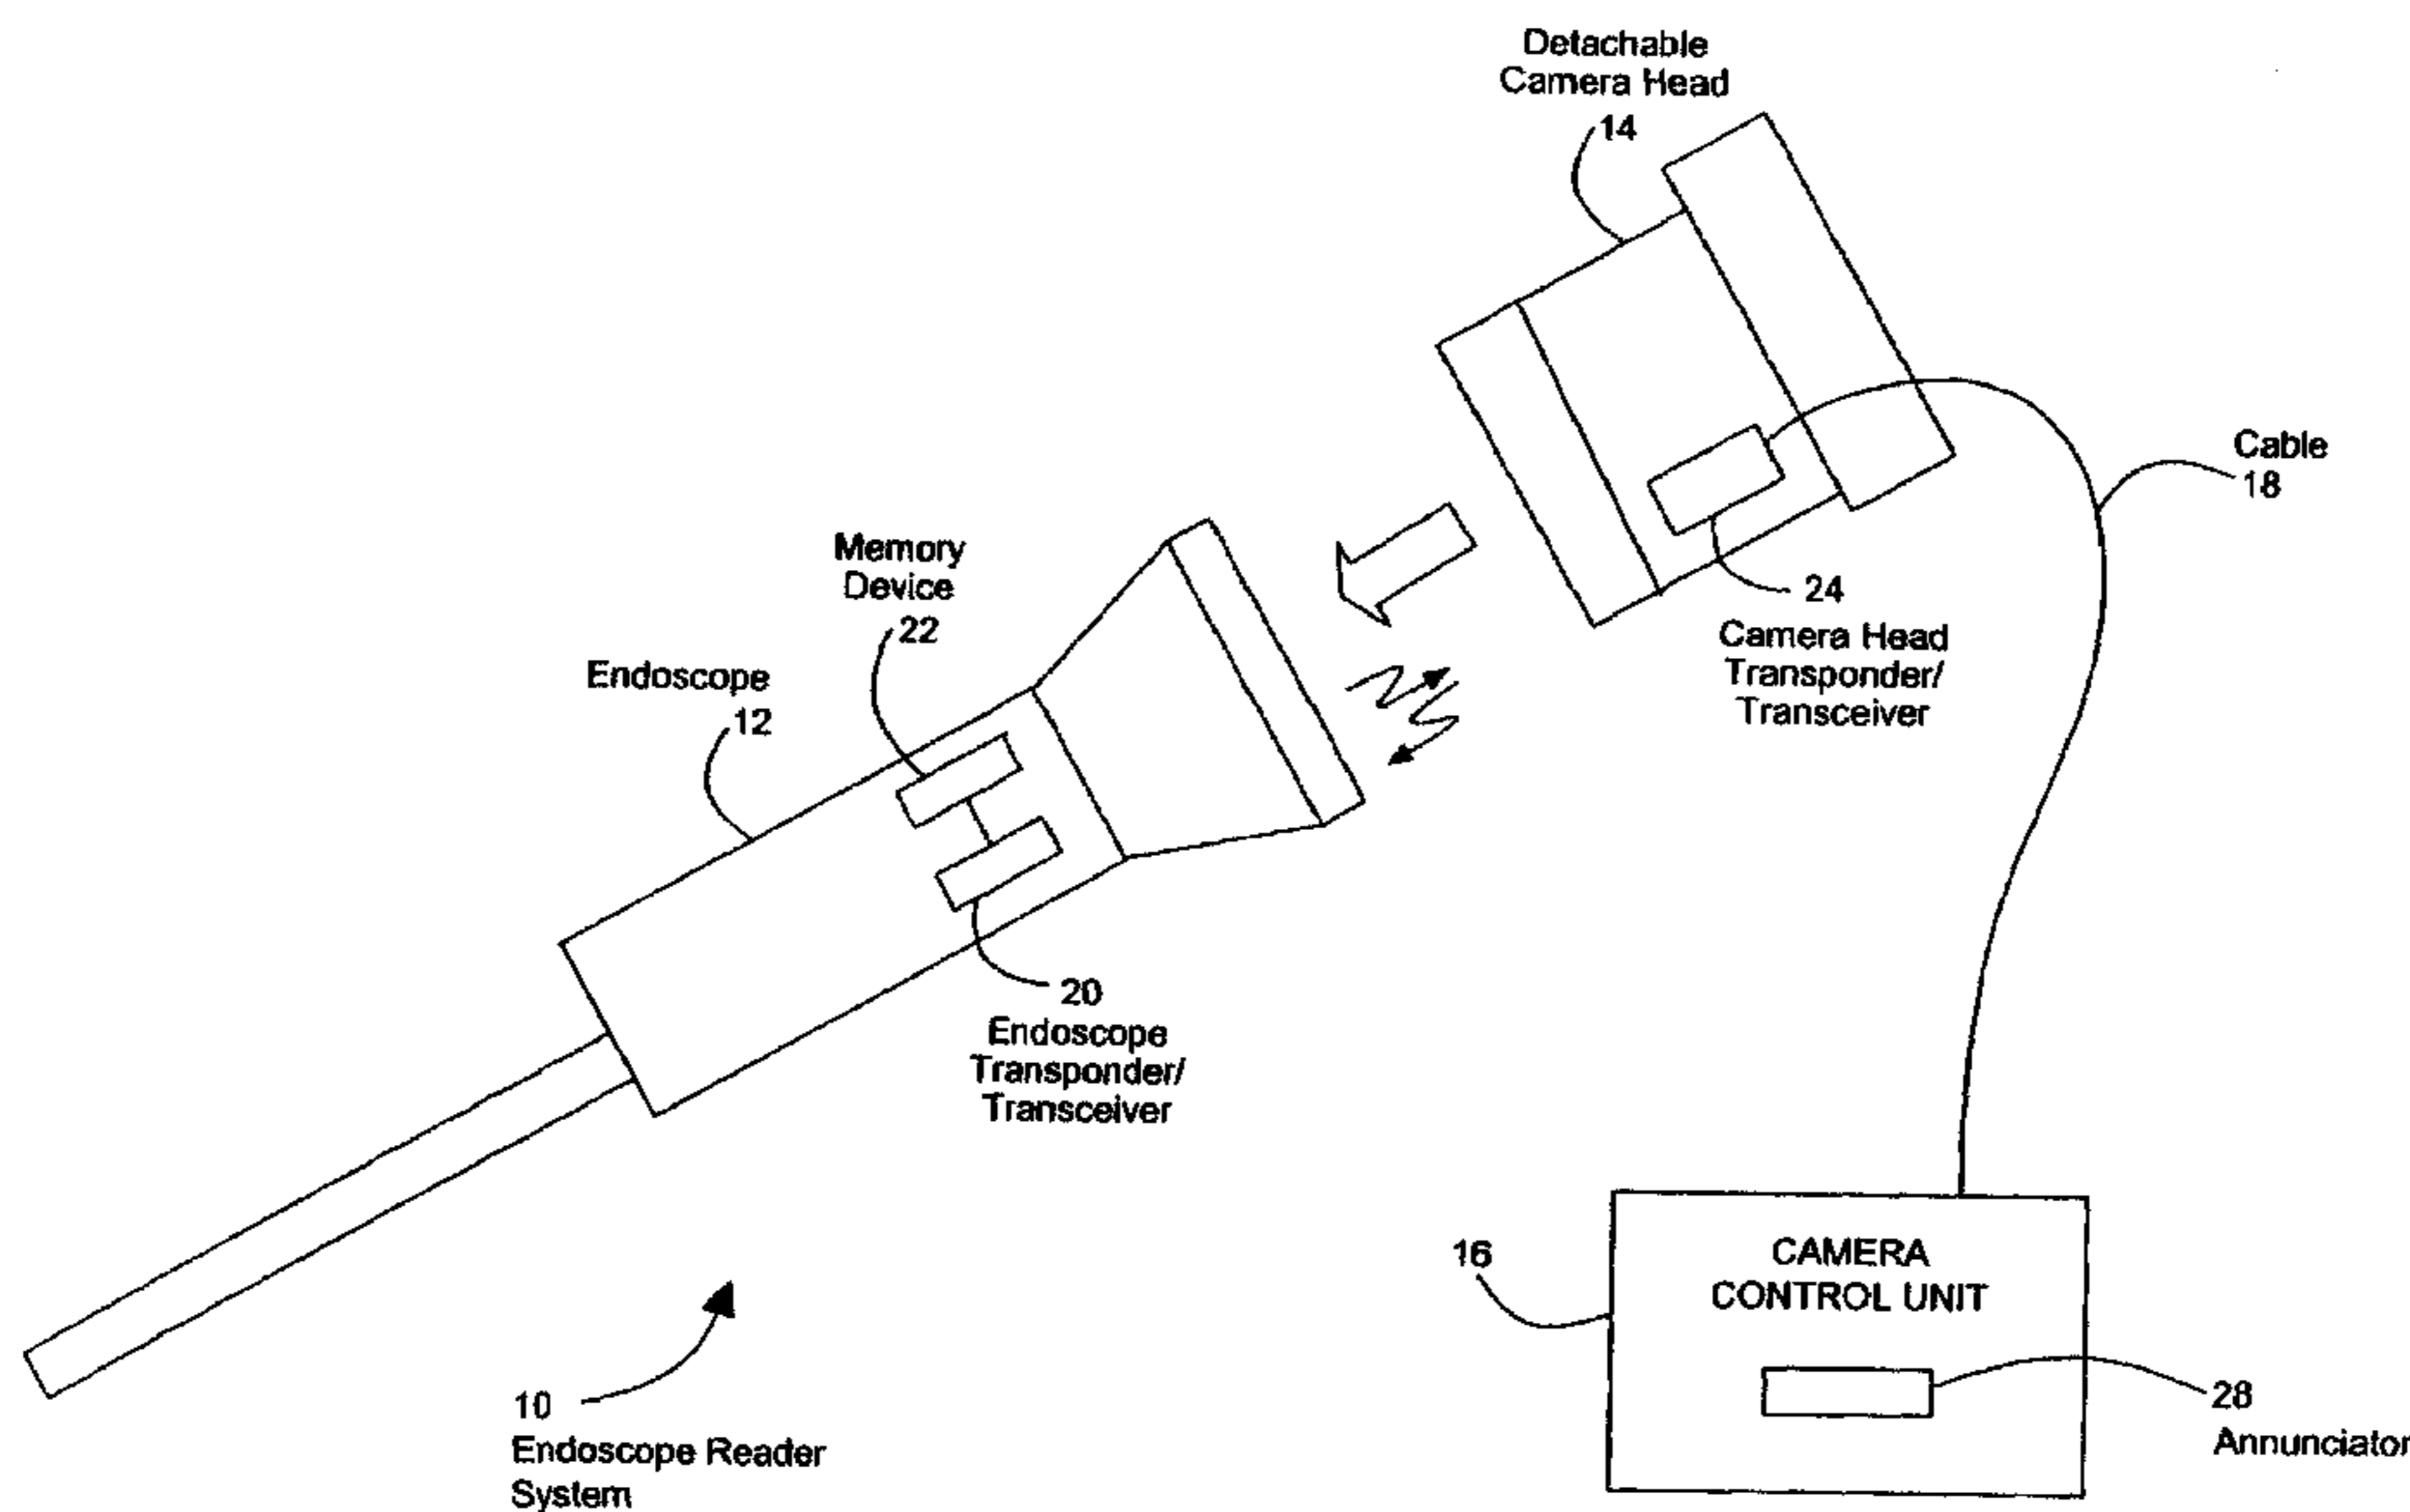 Detachable
Camera Head
14
Cable
18
Memory
Device
22
24
Camera Head
Transponder/
Transceiver
Endoscope
12
20
Endoscope
Transponder/
Transceiver
16
CAMERA
CONTROL UNIT
28
Annunciator
10
Endoscope Reader
System